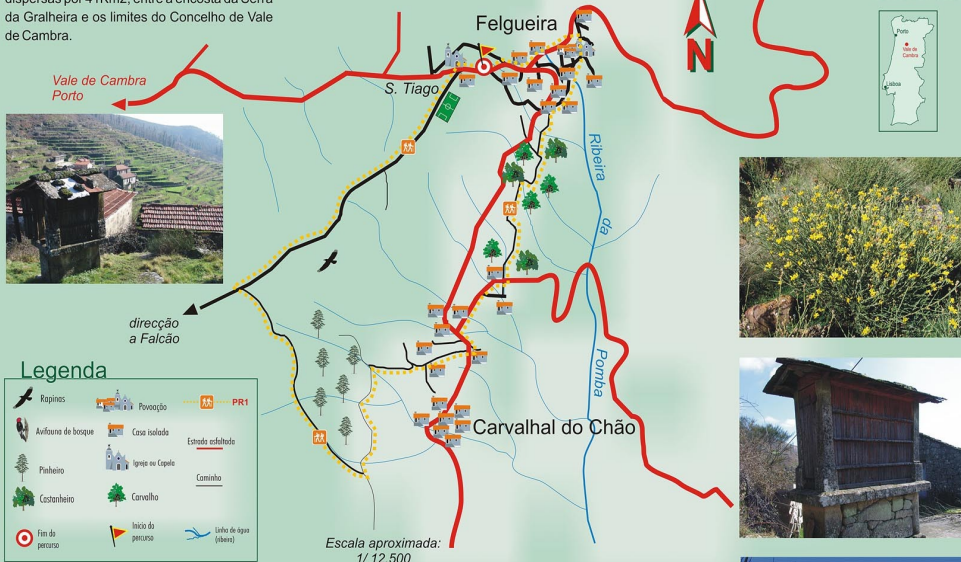 dispersas por 41Km2, entre a encosta da Serra
da Gralheira e os limites do Concelho de Vale
de Cambra.
Felgueira
N
Porto
Vale de
Cambra
Lisboa
Vale de Cambra
Porto
S. Tiago
Ribeira
da
Pomba
direcção
a Falcão
Carvalhal do Chão
Legenda
Rapinas
Povoação
PR1
Avifauna de bosque
Casa isolada
Estrada asfaltada
Pinheiro
Igreja ou Capela
Caminho
Castanheiro
Carvalho
Fim do
percurso
Início do
percurso
Linha de água
(ribeira)
Escala aproximada:
1/ 12 500